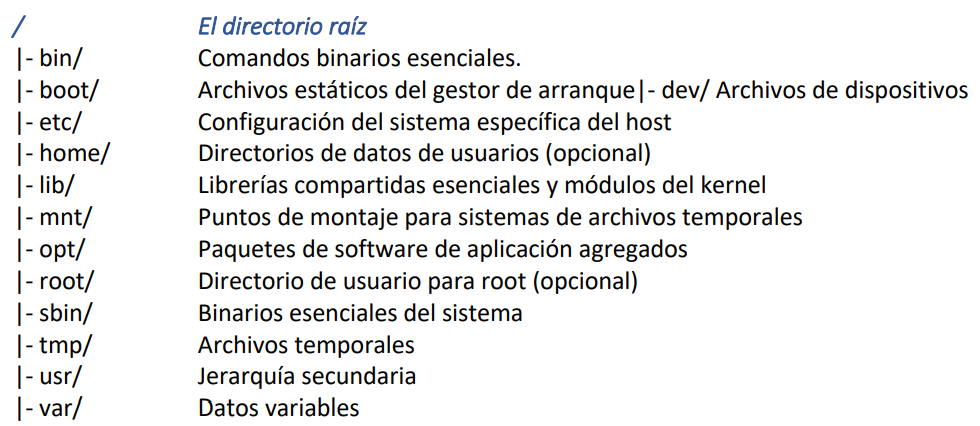 / El directorio raíz
|- bin/ Comandos binarios esenciales.
|- boot/ Archivos estáticos del gestor de arranque|- dev/ Archivos de dispositivos
|- etc/ Configuración del sistema específica del host
|- home/ Directorios de datos de usuarios (opcional)
|- lib/ Librerías compartidas esenciales y módulos del kernel
|- mnt/ Puntos de montaje para sistemas de archivos temporales
|- opt/ Paquetes de software de aplicación agregados
|- root/ Directorio de usuario para root (opcional)
|- sbin/ Binarios esenciales del sistema
|- tmp/ Archivos temporales
|- usr/ Jerarquía secundaria
|- var/ Datos variables